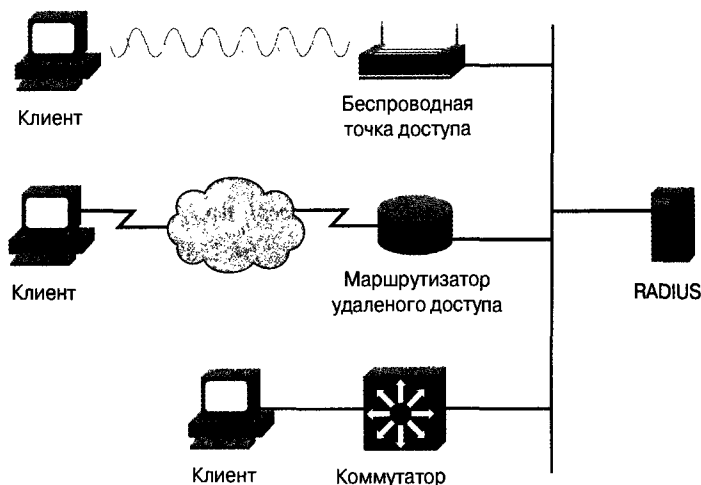 Клиент
Беспроводная
точка доступа
Клиент
Маршрутизатор
удаленого доступа
RADIUS
Клиент
Коммутатор